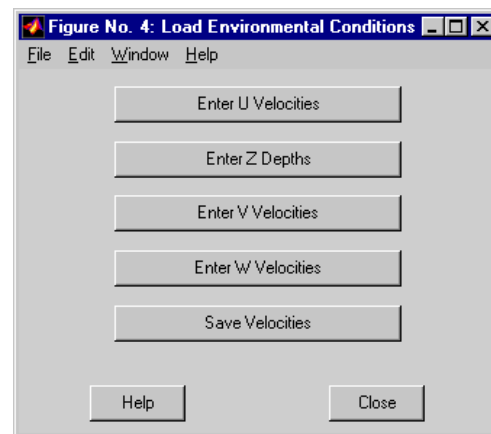 Figure No. 4: Load Environmental Conditions
File Edit Window Help
Enter U Velocities
Enter Z Depths
Enter V Velocities
Enter W Velocities
Save Velocities
Help Close